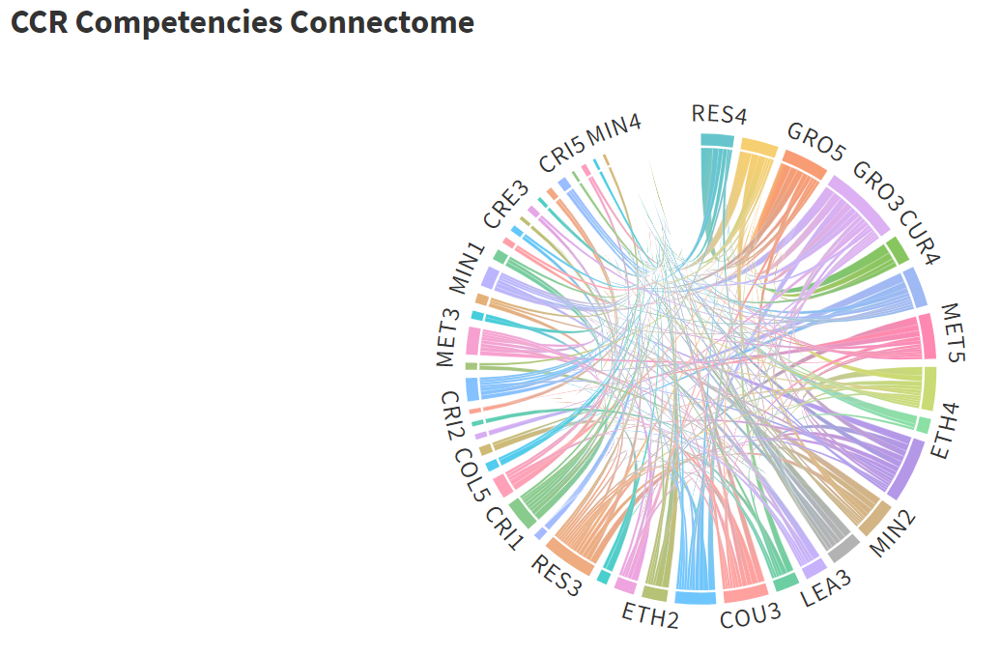 CCR Competencies Connectome
RES4
GRO5
GRO3
CUR4
MET5
ETH4
MIN2
LEA3
COU3
ETH2
RES3
CRI1
COL5
CRI2
MET3
MIN1
CRE3
CRI5
MIN4